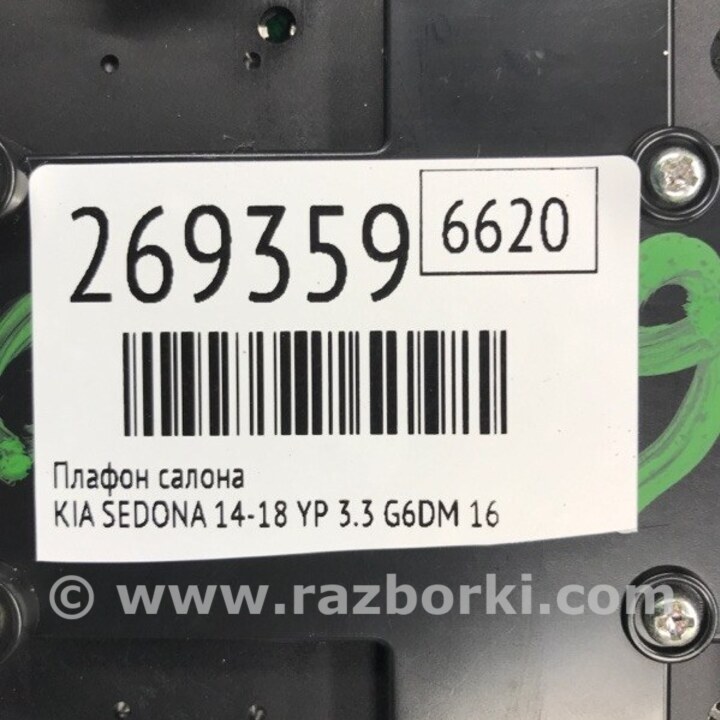 269359
6620
Плафон салона
KIA SEDONA 14-18 YP 3.3 G6DM 16
© www.razborki.com